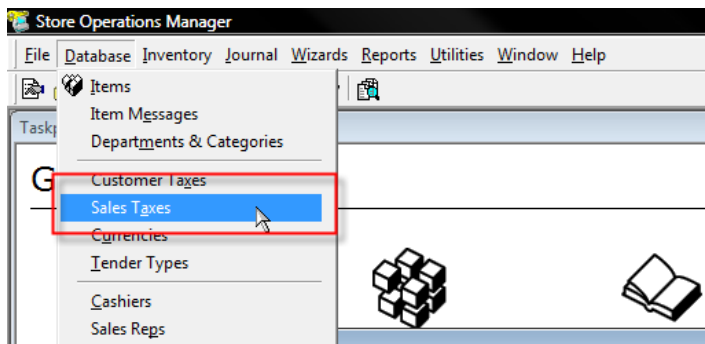 Store Operations Manager
File Database Inventory Journal Wizards Reports Utilities Window Help
Items
Item Messages
Departments & Categories
Customer Taxes
Sales Taxes
Currencies
Tender Types
Cashiers
Sales Reps